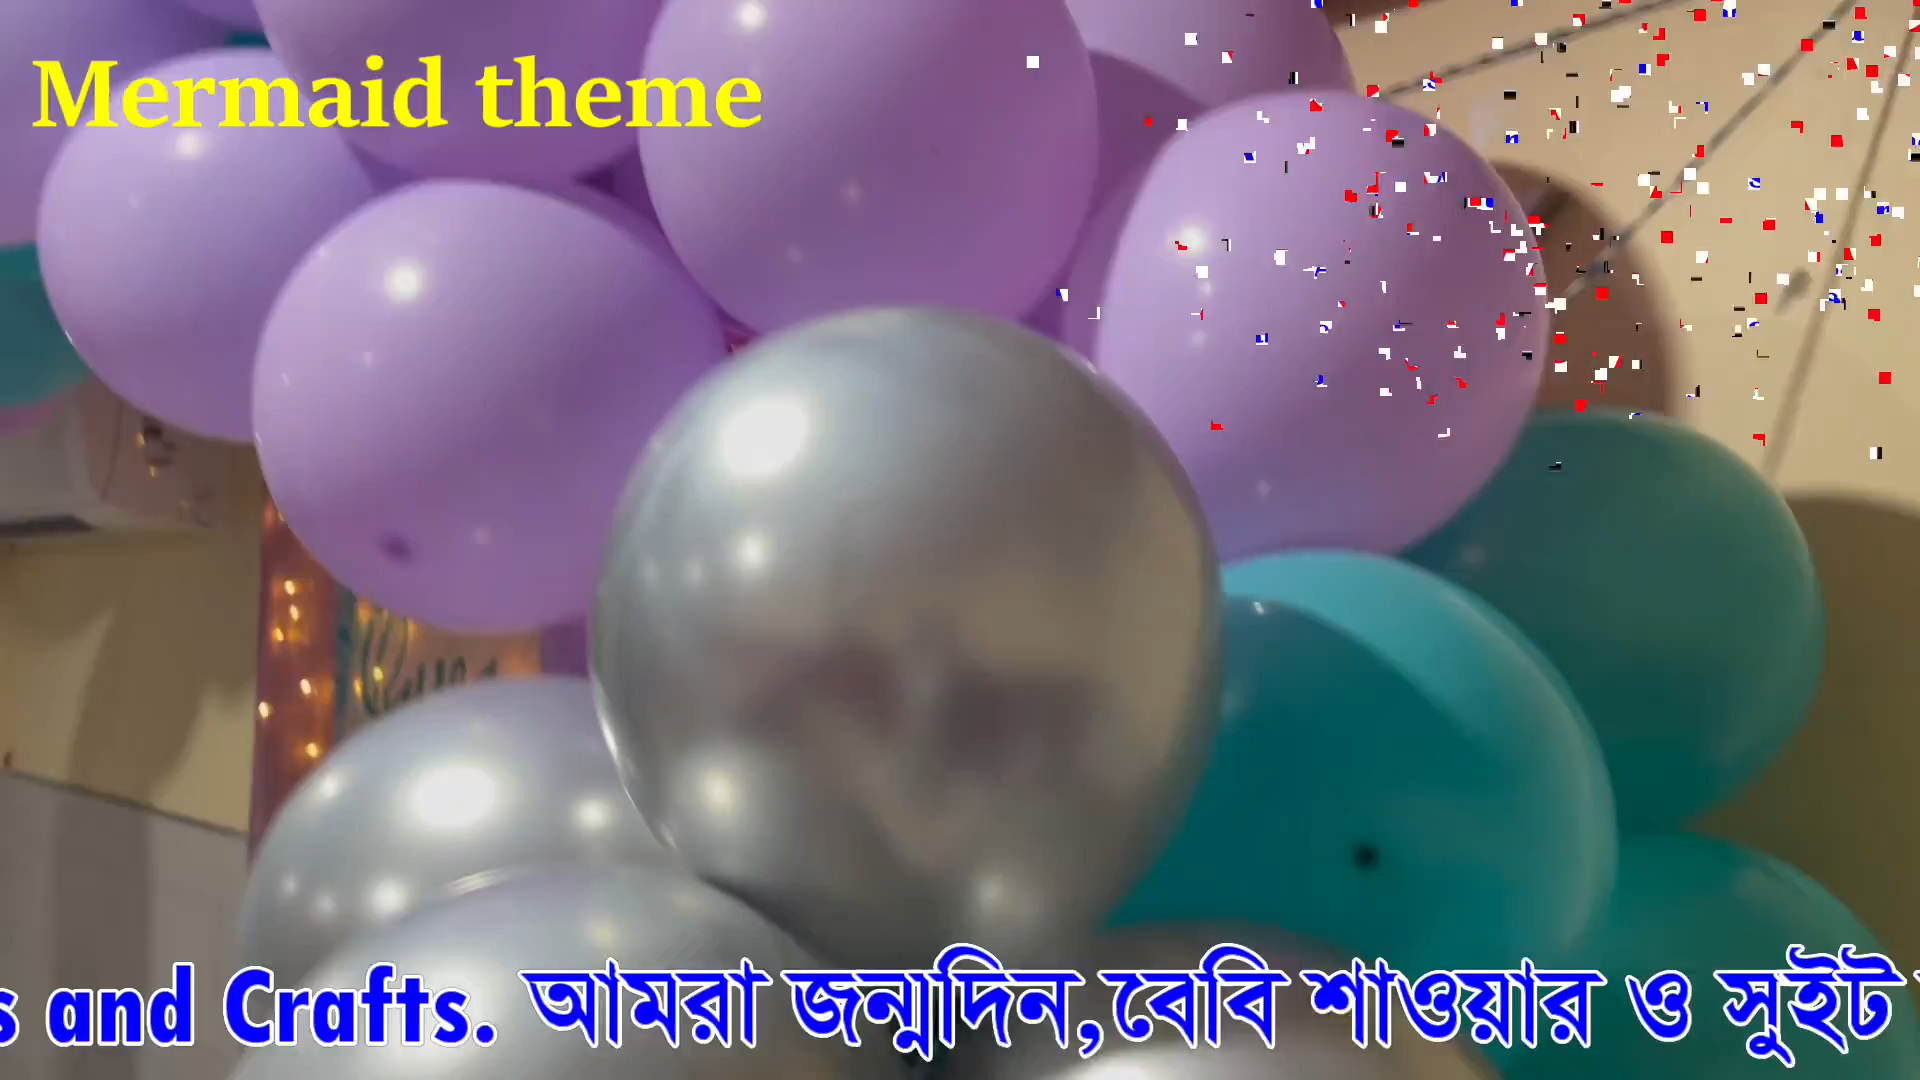 Mermaid theme
s and Crafts. আমরা জন্মদিন,বেবি শাওয়ার ও সুইট